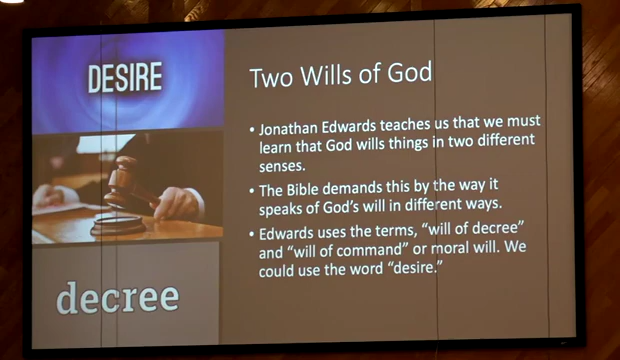 DESIRE
decree
Two Wills of God
• Jonathan Edwards teaches us that we must
learn that God wills things in two different
senses.
• The Bible demands this by the way it
speaks of God's will in different ways.
• Edwards uses the terms, “will of decree”
and “will of command” or moral will. We
could use the word “desire.”